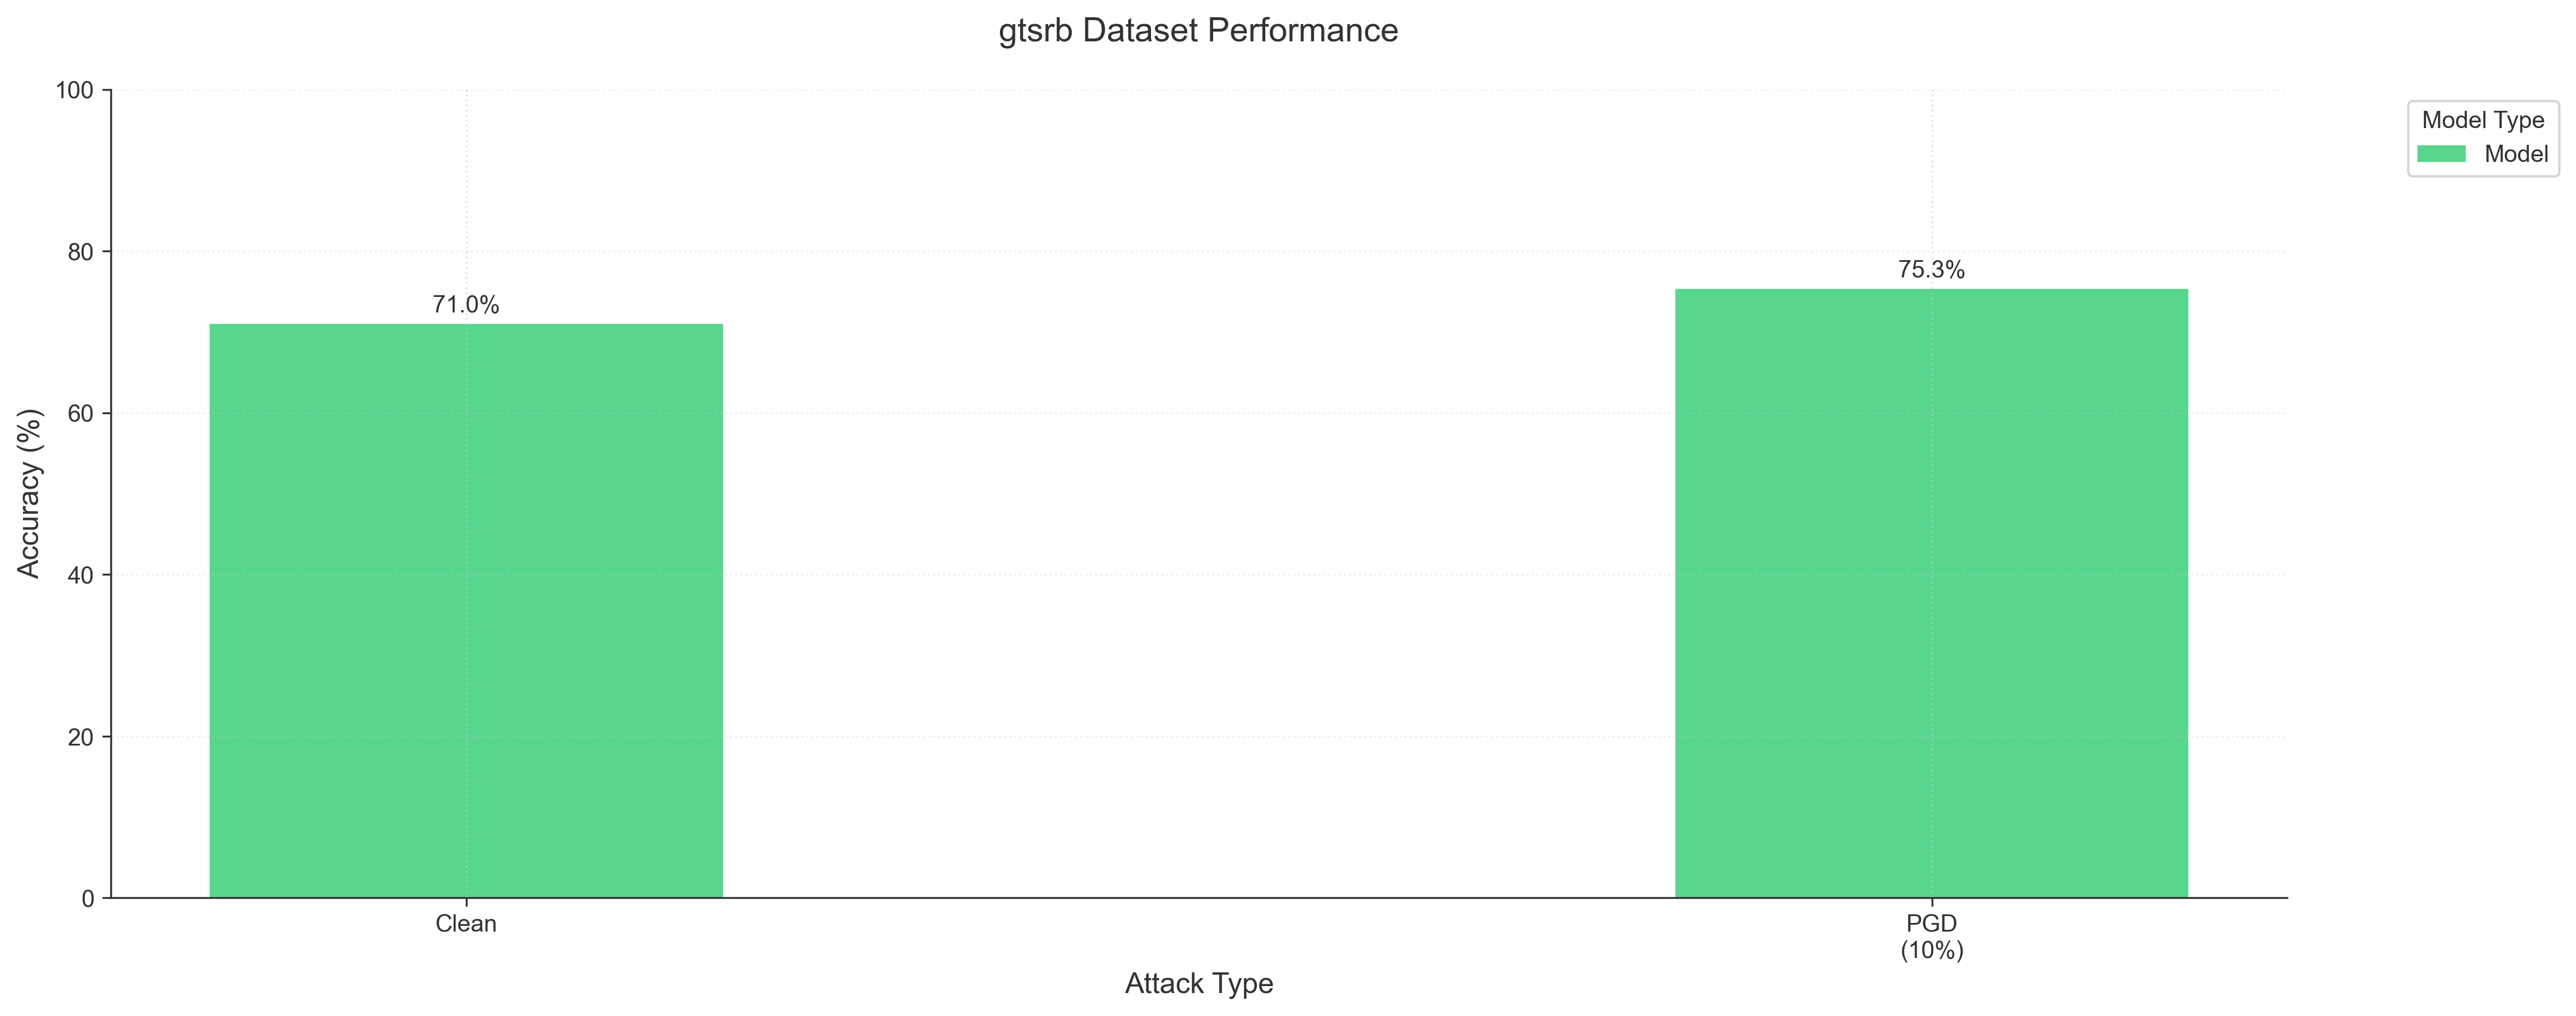 gtsrb Dataset Performance
100
80
60
40
20
0
Accuracy (%)
71.0%
75.3%
Clean
PGD
(10%)
Attack Type
Model Type
Model